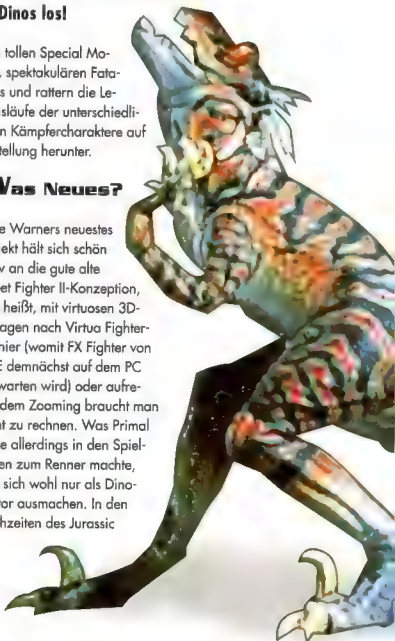 Dinos los!
tollen Special Mo-
, spektakulären Fata-
s und rattern die Le-
släufe der unterschiedli-
n Kämpfercharaktere auf
tellung herunter.
Was Neues?
e Warners neuestes
ekt hält sich schön
v an die gute alte
et Fighter II-Konzeption,
heißt, mit virtuosen 3D-
agen nach Virtua Fighter-
nier (womit FX Fighter von
E demnächst auf dem PC
warten wird) oder aufre-
dem Zooming braucht man
t zu rechnen. Was Primal
e allerdings in den Spiel-
en zum Renner machte,
sich wohl nur als Dino-
or ausmachen. In den
hzeiten des Jurassic